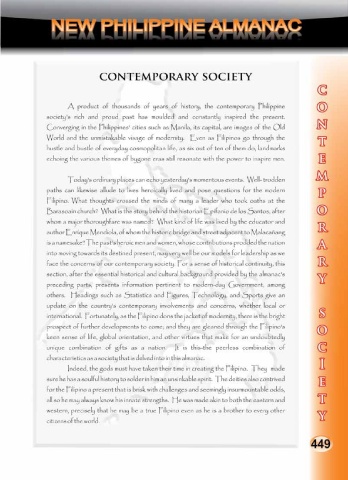 NEW PHILIPPINE ALMANAC
CONTEMPORARY SOCIETY
A product of thousands of years of history, the contemporary Philippine
society's rich and proud past has moulded and constantly inspired the present.
Converging in the Philippines' cities such as Manila, its capital, are images of the Old
World and the unmistakable visage of modernity. Even as Filipinos go through the
hustle and bustle of everyday cosmopolitan life, as six out of ten of them do, landmarks
echoing the various themes of bygone eras still resonate with the power to inspire men.
Today's ordinary places can echo yesterday's momentous events. Well-trodden
paths can likewise allude to lives heroically lived and pose questions for the modern
Filipino. What thoughts crossed the minds of many a leader who took oaths at the
Barasoain church? What is the story behind the historian Epifanio de los Santos, after
whom a major thoroughfare was named? What kind of life was lived by the educator and
author Enrique Mendiola, of whom the historic bridge and street adjacent to Malacañang
is a namesake? The past's heroic men and women, whose contributions prodded the nation
into moving towards its destined present, may very well be our models for leadership as we
face the concerns of our contemporary society. For a sense of historical continuity, this
section, after the essential historical and cultural background provided by the almanac's
preceding parts, presents information pertinent to modern-day Government, among
others. Headings such as Statistics and Figures, Technology, and Sports give an
update on the country's contemporary involvements and concerns, whether local or
international. Fortunately, as the Filipino dons the jacket of modernity, there is the bright
prospect of further developments to come; and they are gleaned through the Filipino's
keen sense of life, global orientation, and other virtues that make for an undoubtedly
unique combination of gifts as a nation. It is this the peerless combination of
characteristics as a society that is delved into in this almanac.
Indeed, the gods must have taken their time in creating the Filipino. They made
sure he has a soulful history to solder in him an unsinkable spirit. The deities also contrived
for the Filipino a present that is brisk with challenges and seemingly insurmountable odds,
all so he may always know his innate strengths. He was made akin to both the eastern and
western, precisely that he may be a true Filipino even as he is a brother to every other
citizen of the world.
CONTEMPORARY SOCIETY
449